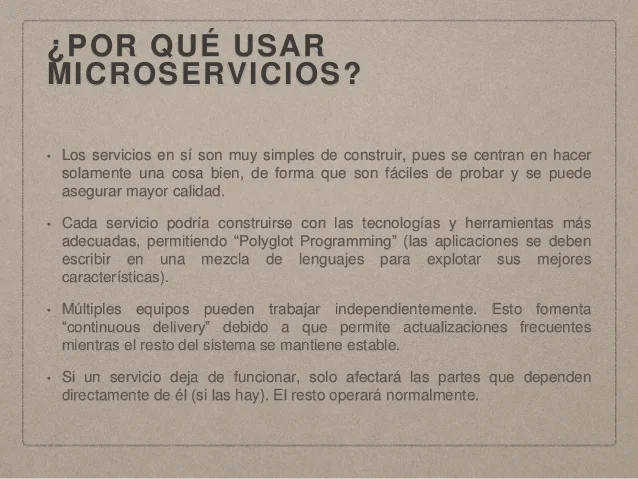 ¿POR QUÉ USAR
MICROSERVICIOS?
• Los servicios en sí son muy simples de construir, pues se centran en hacer
solamente una cosa bien, de forma que son fáciles de probar y se puede
asegurar mayor calidad.
• Cada servicio podría construirse con las tecnologías y herramientas más
adecuadas, permitiendo “Polyglot Programming” (las aplicaciones se deben
escribir en una mezcla de lenguajes para explotar sus mejores
características).
• Múltiples equipos pueden trabajar independientemente. Esto fomenta
“continuous delivery” debido a que permite actualizaciones frecuentes
mientras el resto del sistema se mantiene estable.
• Si un servicio deja de funcionar, solo afectará las partes que dependen
directamente de él (si las hay). El resto operará normalmente.